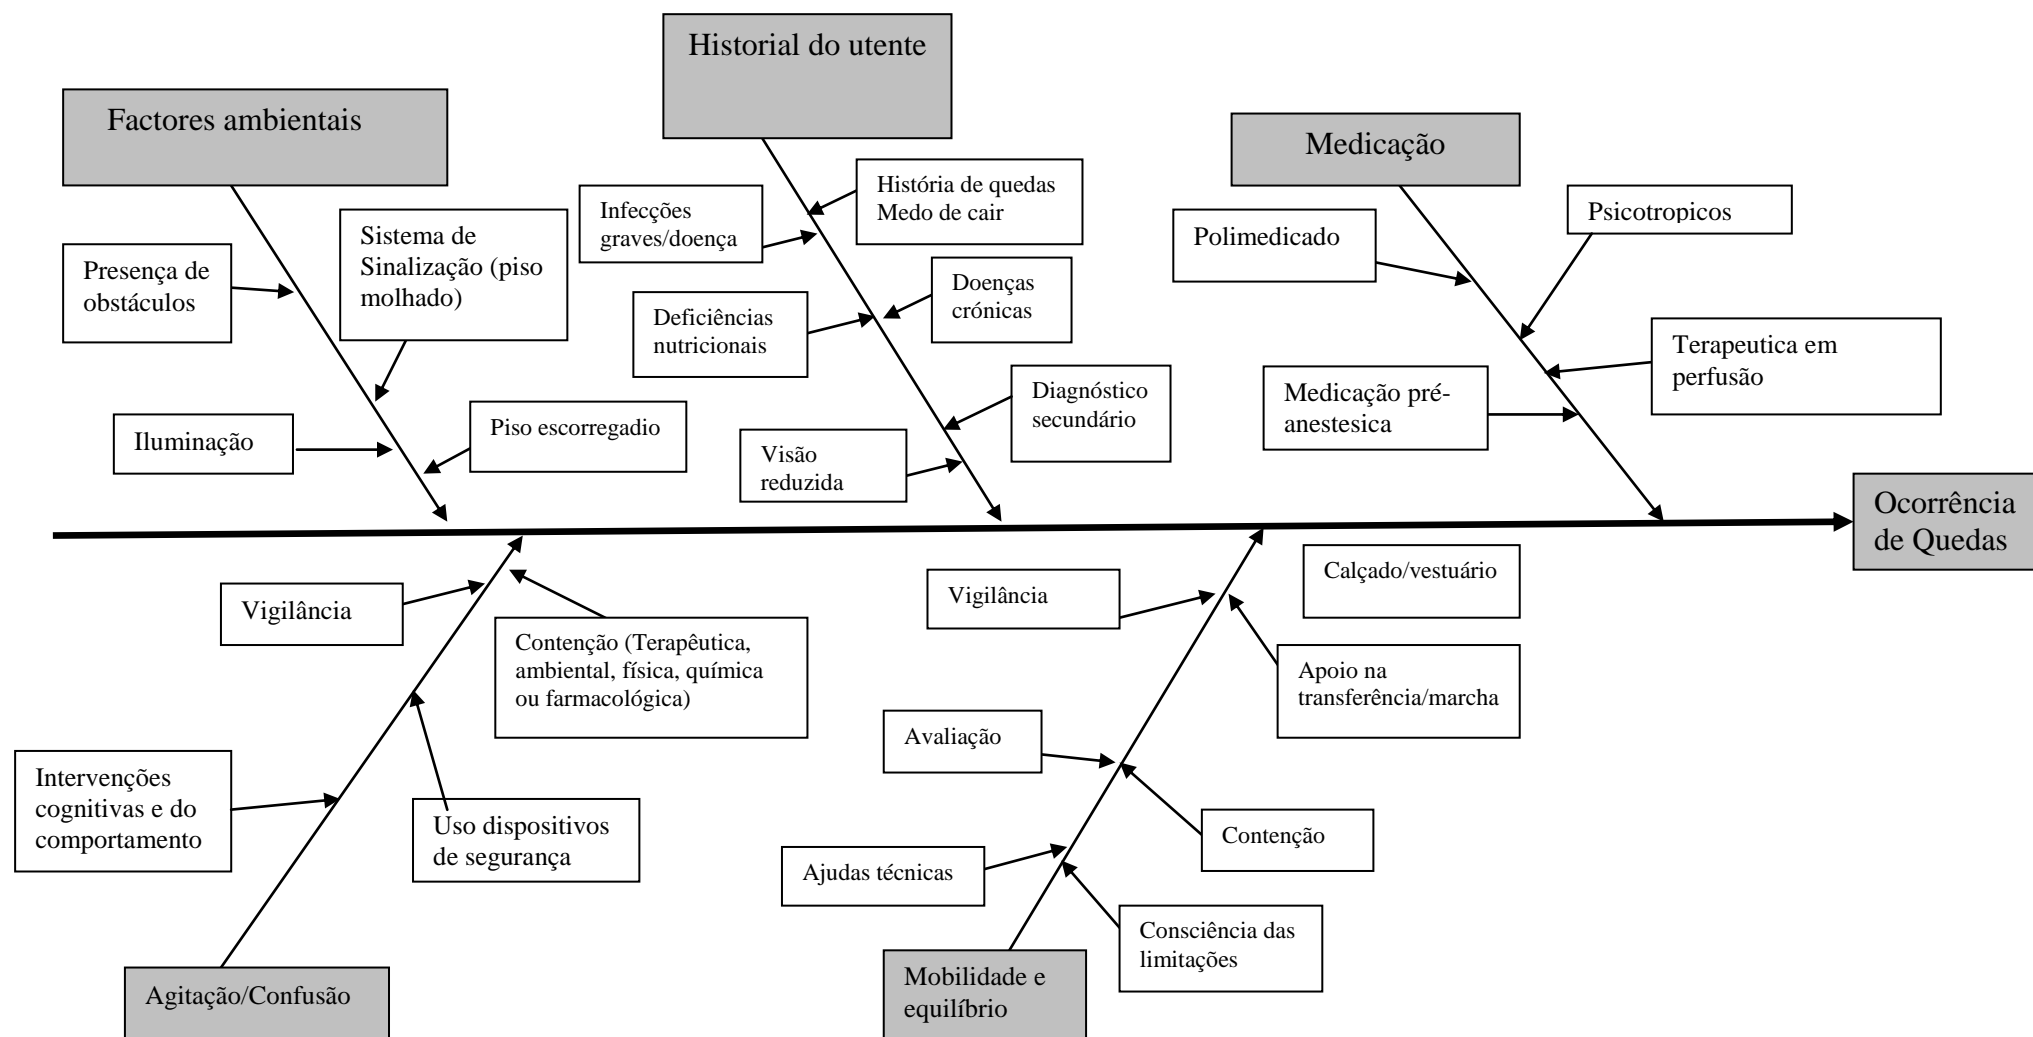 Historial do utente
Factores ambientais
Medicação
História de quedas
Medo de cair
Infecções
graves/doença
Psicotropicos
Polimedicado
Sistema de
Sinalização (piso
molhado)
Presença de
obstáculos
Doenças
crónicas
Deficiências
nutricionais
Terapeutica em
perfusão
Medicação pré-
anestesica
Diagnóstico
secundário
Piso escorregadio
Iluminação
Visão
reduzida
Ocorrência
de Quedas
Vigilância
Contenção (Terapêutica,
ambiental, física, química
ou farmacológica)
Vigilância
Calçado/vestuário
Apoio na
transferência/marcha
Avaliação
Intervenções
cognitivas e do
comportamento
Uso dispositivos
de segurança
Contenção
Ajudas técnicas
Consciência das
limitações
Agitação/Confusão
Mobilidade e
equilíbrio